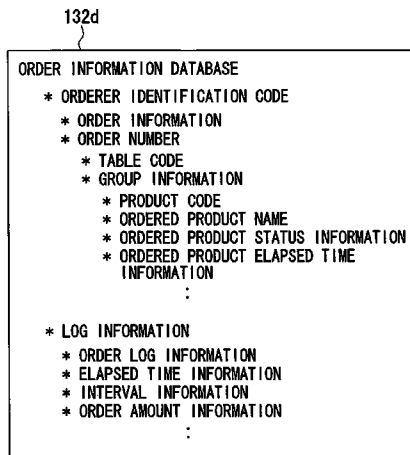 132d
ORDER INFORMATION DATABASE
* ORDERER IDENTIFICATION CODE
* ORDER INFORMATION
* ORDER NUMBER
* TABLE CODE
* GROUP INFORMATION
* PRODUCT CODE
* ORDERED PRODUCT NAME
* ORDERED PRODUCT STATUS INFORMATION
* ORDERED PRODUCT ELAPSED TIME
INFORMATION
:
* LOG INFORMATION
* ORDER LOG INFORMATION
* ELAPSED TIME INFORMATION
* INTERVAL INFORMATION
* ORDER AMOUNT INFORMATION
: